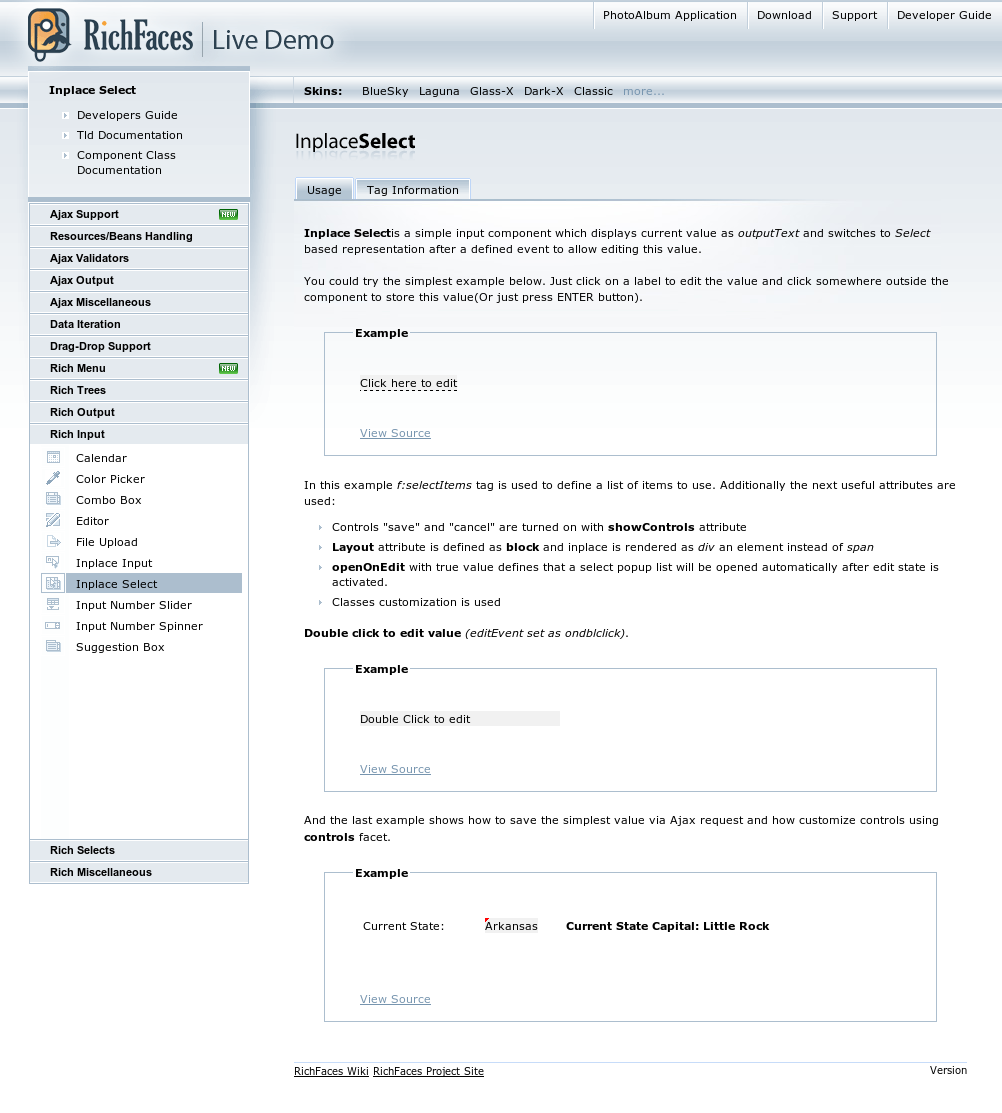 PhotoAlbum Application Download Support Developer Guide
RichFaces Live Demo
Skins: BlueSky Laguna Glass-X Dark-X Classic more...
Inplace Select
Developers Guide
Tld Documentation
Component Class
Documentation
Ajax Support NEW
Resources/Beans Handling
Ajax Validators
Ajax Output
Ajax Miscellaneous
Data Iteration
Drag-Drop Support
Rich Menu NEW
Rich Trees
Rich Output
Rich Input
Calendar
Color Picker
Combo Box
Editor
File Upload
Inplace Input
Inplace Select
Input Number Slider
Input Number Spinner
Suggestion Box
Rich Selects
Rich Miscellaneous
InplaceSelect
Usage Tag Information
Inplace Selectis a simple input component which displays current value as outputText and switches to Select
based representation after a defined event to allow editing this value.
You could try the simplest example below. Just click on a label to edit the value and click somewhere outside the
component to store this value(Or just press ENTER button).
Example
Click here to edit
View Source
In this example f:selectItems tag is used to define a list of items to use. Additionally the next useful attributes are
used:
Controls "save" and "cancel" are turned on with showControls attribute
Layout attribute is defined as block and inplace is rendered as div an element instead of span
openOnEdit with true value defines that a select popup list will be opened automatically after edit state is
activated.
Classes customization is used
Double click to edit value (editEvent set as ondblclick).
Example
Double Click to edit
View Source
And the last example shows how to save the simplest value via Ajax request and how customize controls using
controls facet.
Example
Current State: Arkansas Current State Capital: Little Rock
View Source
RichFaces Wiki RichFaces Project Site Version